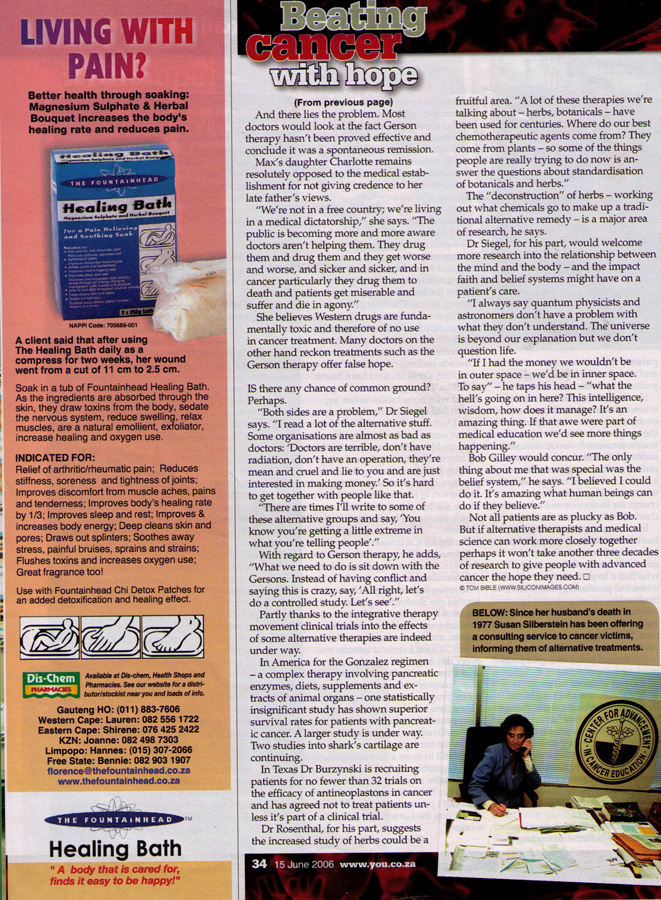 LIVING WITH
PAIN?
Better health through soaking:
Magnesium Sulphate & Herbal
Bouquet increases the body's
healing rate and reduces pain.
Healing Bath
THE FOUNTAINHEAD
Healing Bath
Magnesium Sulphate and Herbal Bouquet
For a Pain Relieving
and Soothing Soak
NAPPI Code: 705688-001
A client said that after using
The Healing Bath daily as a
compress for two weeks, her wound
went from a cut of 11 cm to 2.5 cm.
Soak in a tub of Fountainhead Healing Bath.
As the ingredients are absorbed through the
skin, they draw toxins from the body, sedate
the nervous system, reduce swelling, relax
muscles, are a natural emollient, exfoliator,
increase healing and oxygen use.
INDICATED FOR:
Relief of arthritic/rheumatic pain; Reduces
stiffness, soreness and tightness of joints;
Improves discomfort from muscle aches, pains
and tenderness; Improves body's healing rate
by 1/3; Improves sleep and rest; Improves &
increases body energy; Deep cleans skin and
pores; Draws out splinters; Soothes away
stress, painful bruises, sprains and strains;
Flushes toxins and increases oxygen use;
Great fragrance too!
Use with Fountainhead Chi Detox Patches for
an added detoxification and healing effect.
Dis-Chem
PHARMACIES
Available at Dis-chem, Health Shops and
Pharmacies. See our website for a distri-
butor/stockist near you and loads of info.
Gauteng HO: (011) 883-7606
Western Cape: Lauren: 082 556 1722
Eastern Cape: Shirene: 076 425 2422
KZN: Joanne: 082 498 7303
Limpopo: Hannes: (015) 307-2066
Free State: Bennie: 082 903 1907
florence@thefountainhead.co.za
www.thefountainhead.co.za
THE FOUNTAINHEAD TM
Healing Bath
"A body that is cared for,
finds it easy to be happy!"
Beating
cancer
with hope
(From previous page)
And there lies the problem. Most
doctors would look at the fact Gerson
therapy hasn't been proved effective and
conclude it was a spontaneous remission.
Max's daughter Charlotte remains
resolutely opposed to the medical estab-
lishment for not giving credence to her
late father's views.
"We're not in a free country; we're living
in a medical dictatorship," she says. "The
public is becoming more and more aware
doctors aren't helping them. They drug
them and drug them and they get worse
and worse, and sicker and sicker, and in
cancer particularly they drug them to
death and patients get miserable and
suffer and die in agony."
She believes Western drugs are funda-
mentally toxic and therefore of no use
in cancer treatment. Many doctors on the
other hand reckon treatments such as the
Gerson therapy offer false hope.
IS there any chance of common ground?
Perhaps.
"Both sides are a problem," Dr Siegel
says. "I read a lot of the alternative stuff.
Some organisations are almost as bad as
doctors: 'Doctors are terrible, don't have
radiation, don't have an operation, they're
mean and cruel and lie to you and are just
interested in making money.' So it's hard
to get together with people like that.
"There are times I'll write to some of
these alternative groups and say, 'You
know you're getting a little extreme in
what you're telling people'."
With regard to Gerson therapy, he adds,
"What we need to do is sit down with the
Gersons. Instead of having conflict and
saying this is crazy, say, 'All right, let's
do a controlled study. Let's see'."
Partly thanks to the integrative therapy
movement clinical trials into the effects
of some alternative therapies are indeed
under way.
In America for the Gonzalez regimen
– a complex therapy involving pancreatic
enzymes, diets, supplements and ex-
tracts of animal organs – one statistically
insignificant study has shown superior
survival rates for patients with pancreat-
ic cancer. A larger study is under way.
Two studies into shark's cartilage are
continuing.
In Texas Dr Burzynski is recruiting
patients for no fewer than 32 trials on
the efficacy of antineoplastons in cancer
and has agreed not to treat patients un-
less it's part of a clinical trial.
Dr Rosenthal, for his part, suggests
the increased study of herbs could be a
fruitful area. "A lot of these therapies we're
talking about – herbs, botanicals – have
been used for centuries. Where do our best
chemotherapeutic agents come from? They
come from plants – so some of the things
people are really trying to do now is an-
swer the questions about standardisation
of botanicals and herbs."
The "deconstruction" of herbs – working
out what chemicals go to make up a tradi-
tional alternative remedy – is a major area
of research, he says.
Dr Siegel, for his part, would welcome
more research into the relationship between
the mind and the body – and the impact
faith and belief systems might have on a
patient's care.
"I always say quantum physicists and
astronomers don't have a problem with
what they don't understand. The universe
is beyond our explanation but we don't
question life.
"If I had the money we wouldn't be
in outer space – we'd be in inner space.
To say" – he taps his head – "what the
hell's going on in here? This intelligence,
wisdom, how does it manage? It's an
amazing thing. If that awe were part of
medical education we'd see more things
happening."
Bob Gilley would concur. "The only
thing about me that was special was the
belief system," he says. "I believed I could
do it. It's amazing what human beings can
do if they believe."
Not all patients are as plucky as Bob.
But if alternative therapists and medical
science can work more closely together
perhaps it won't take another three decades
of research to give people with advanced
cancer the hope they need.
© TOM BIBLE (WWW.SILICONIMAGES.COM)
BELOW: Since her husband's death in
1977 Susan Silberstein has been offering
a consulting service to cancer victims,
informing them of alternative treatments.
CENTER FOR ADVANCEMENT
IN CANCER EDUCATION
34 15 June 2006 www.you.co.za